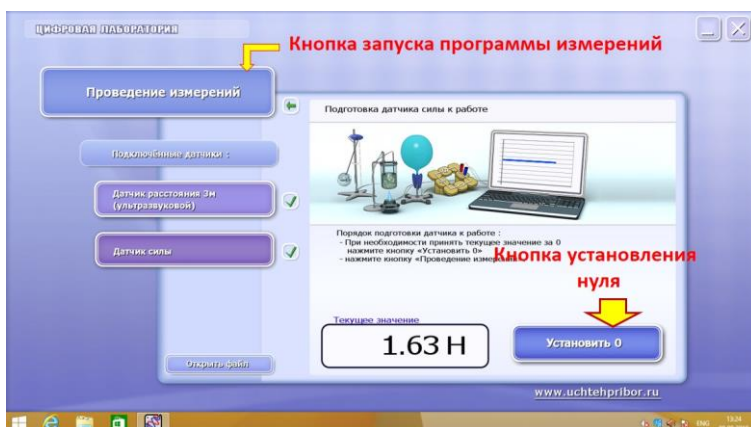 ЦИФРОВАЯ ЛАБОРАТОРИЯ
Кнопка запуска программы измерений
Проведение измерений
Подготовка датчика силы к работе
Подключённые датчики :
Датчик расстояния 3м
(ультразвуковой)
Датчик силы
Порядок подготовки датчика к работе :
- При необходимости принять текущее значение за 0
нажмите кнопку «Установить 0»
- нажмите кнопку «Проведение
Кнопка установления
нуля
Текущее значение
1.63 Н
Установить 0
Открыть файл
www.uchtehpribor.ru
ENG
13:24